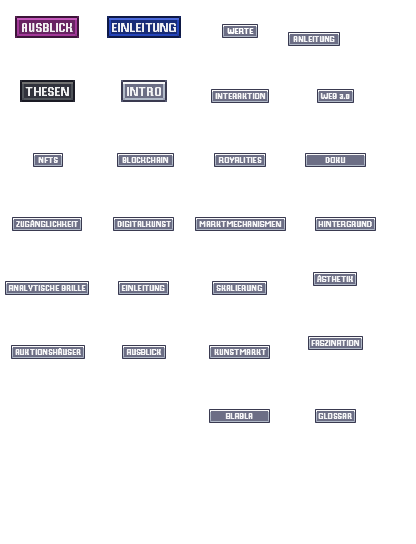 AUSBLICK EINLEITUNG WERTE
ANLEITUNG
THESEN INTRO INTERAKTION WEB 3.0
NFTS BLOCKCHAIN ROYALITIES DOKU
ZUGÄNGLICHKEIT DIGITALKUNST MARKTMECHANISMEN HINTERGRUND
ÄSTHETIK
ANALYTISCHE BRILLE EINLEITUNG SKALIERUNG
FASZINATION
AUKTIONSHÄUSER AUSBLICK KUNSTMARKT
BLABLA GLOSSAR